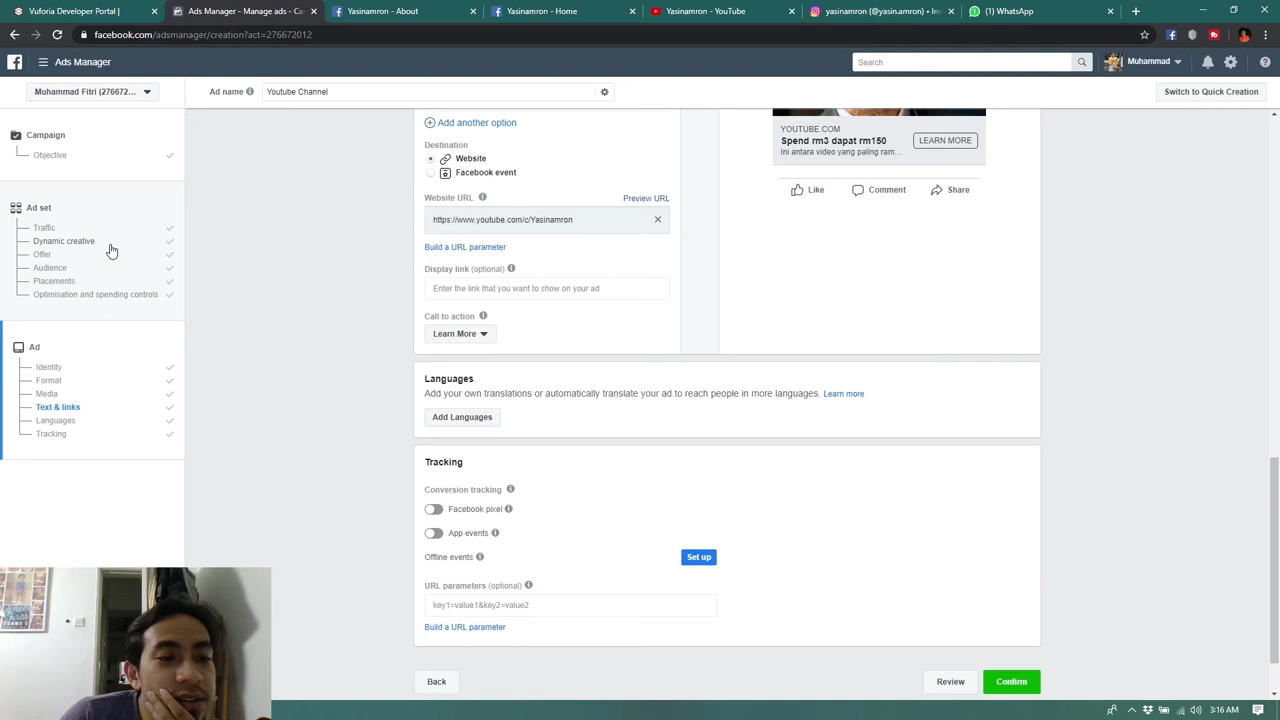 Vuforia Developer Portal |
Ads Manager - Manage ads - C
(1) Yasinamron - Home
Yasinamron - YouTube
yasinamron (@yasinamron) • In
WhatsApp
facebook.com/adsmanager/creation?act=276672012
Ads Manager
Search
Muhammad
Muhammad Fitri (276672...
Ad name
Youtube Channel
Switch to Quick Creation
Campaign
Objective
Ad set
Traffic
Dynamic creative
Offer
Audience
Placements
Optimisation and spending controls
Ad
Identity
Format
Media
Text & links
Languages
Tracking
Add another option
Destination
Website
Facebook event
Website URL
Preview URL
https://www.youtube.com/c/Yasinamron
Build a URL parameter
Display link (optional)
Enter the link that you want to show on your ad
Call to action
Learn More
YOUTUBE.COM
Spend rm3 dapat rm150
Ini antara video yang paling ram...
LEARN MORE
Like
Comment
Share
Languages
Add your own translations or automatically translate your ad to reach people in more languages. Learn more
Add Languages
Tracking
Conversion tracking
Facebook pixel
App events
Offline events
Set up
URL parameters (optional)
key1=value1&key2=value2
Build a URL parameter
Back
Review
Confirm
3:16 AM